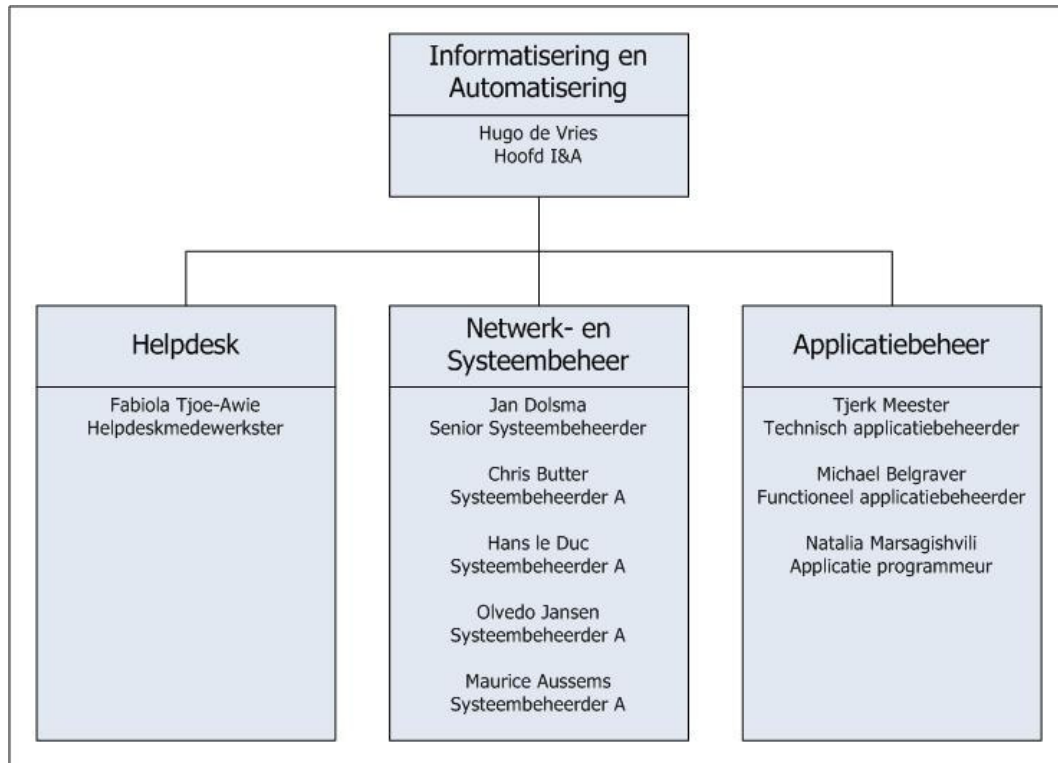 Informatisering en
Automatisering
Hugo de Vries
Hoofd I&A
Helpdesk
Fabiola Tjoe-Awie
Helpdeskmedewerkster
Netwerk- en
Systeembeheer
Jan Dolsma
Senior Systeembeheerder
Chris Butter
Systeembeheerder A
Hans le Duc
Systeembeheerder A
Olvedo Jansen
Systeembeheerder A
Maurice Aussems
Systeembeheerder A
Applicatiebeheer
Tjerk Meester
Technisch applicatiebeheerder
Michael Belgraver
Functioneel applicatiebeheerder
Natalia Marsagishvili
Applicatie programmeur